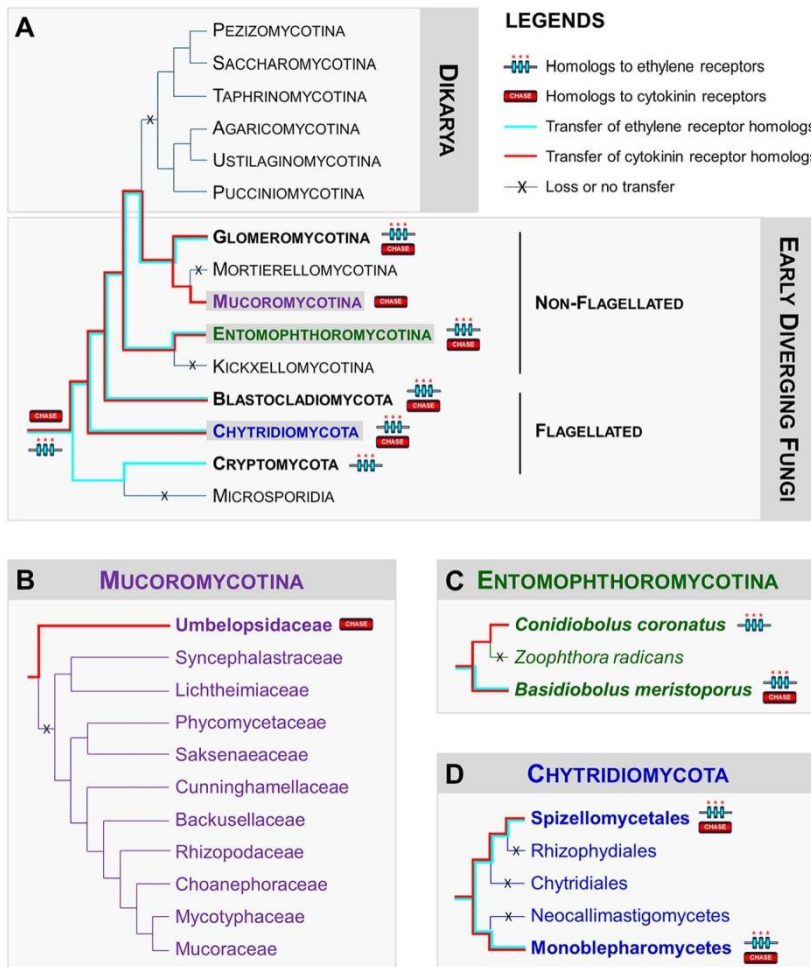 A
PEZIZOMYCOTINA
SACCHAROMYCOTINA
TAPHRINOMYCOTINA
AGARICOMYCOTINA
USTILAGINOMYCOTINA
PUCCINIOMYCOTINA
DIKARYA
LEGENDS
Homologs to ethylene receptors
CHASE Homologs to cytokinin receptors
Transfer of ethylene receptor homologs
Transfer of cytokinin receptor homologs
X Loss or no transfer
X
GLOMEROMYCOTINA
CHASE
X MORTIERELLOMYCOTINA
MUCOROMYCOTINA CHASE
ENTOMOPHTHOROMYCOTINA
CHASE
X KICKXELLOMYCOTINA
BLASTOCLADIOMYCOTA
CHASE
CHASE
CHYTRIDIOMYCOTA
CHASE
CRYPTOMYCOTA
X MICROSPORIDIA
NON-FLAGELLATED
FLAGELLATED
EARLY DIVERGING FUNGI
B MUCOROMYCOTINA
Umbelopsidaceae CHASE
Syncephalastraceae
Lichtheimiaceae
X
Phycomycetaceae
Saksenaeaceae
Cunninghamellaceae
Backusellaceae
Rhizopodaceae
Choanephoraceae
Mycotyphaceae
Mucoraceae
C ENTOMOPHTHOROMYCOTINA
Conidiobolus coronatus
X Zoophthora radicans
Basidiobolus meristoporus
CHASE
D CHYTRIDIOMYCOTA
Spizellomycetales
CHASE
X Rhizophydiales
X Chytridiales
X Neocallimastigomycetes
Monoblepharomycetes
CHASE